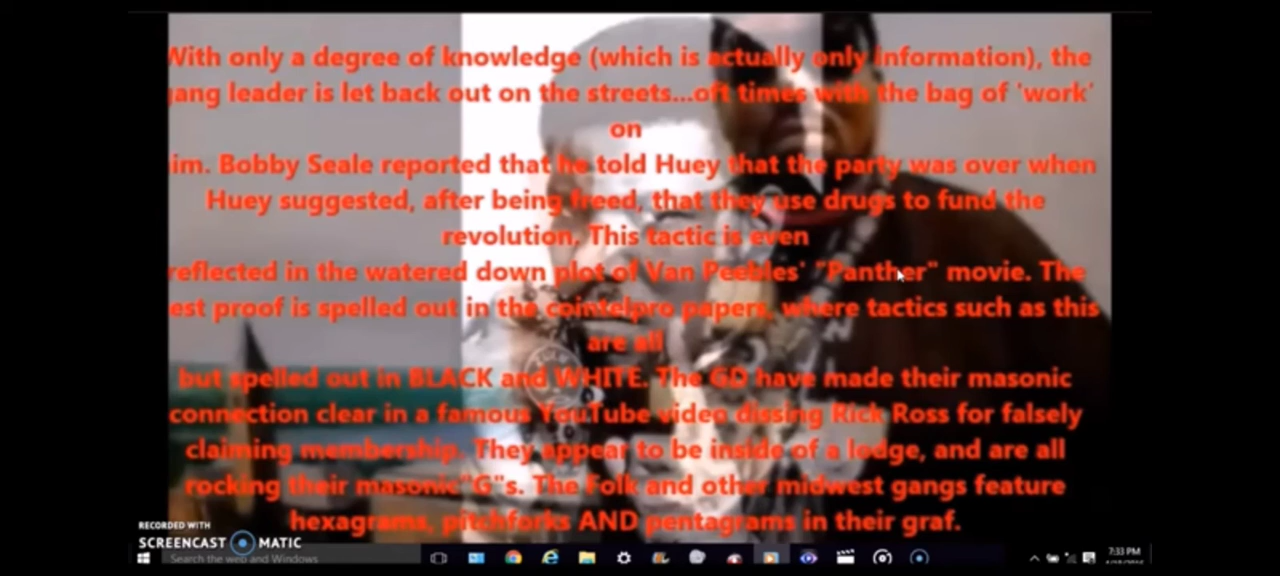 With only a degree of knowledge (which is actually only information), the
gang leader is let back out on the streets...oft times with the bag of 'work'
on
im. Bobby Seale reported that he told Huey that the party was over when
Huey suggested, after being freed, that they use drugs to fund the
revolution. This tactic is even
reflected in the watered down plot of Van Peebles' "Panther" movie. The
est proof is spelled out in the cointelpro papers, where tactics such as this
are all
but spelled out in BLACK and WHITE. The GD have made their masonic
connection clear in a famous YouTube video dissing Rick Ross for falsely
claiming membership. They appear to be inside of a lodge, and are all
rocking their masonic"G"s. The Folk and other midwest gangs feature
hexagrams, pitchforks AND pentagrams in their graf.
RECORDED WITH
SCREENCAST MATIC
Search the web and Windows
7:33 PM